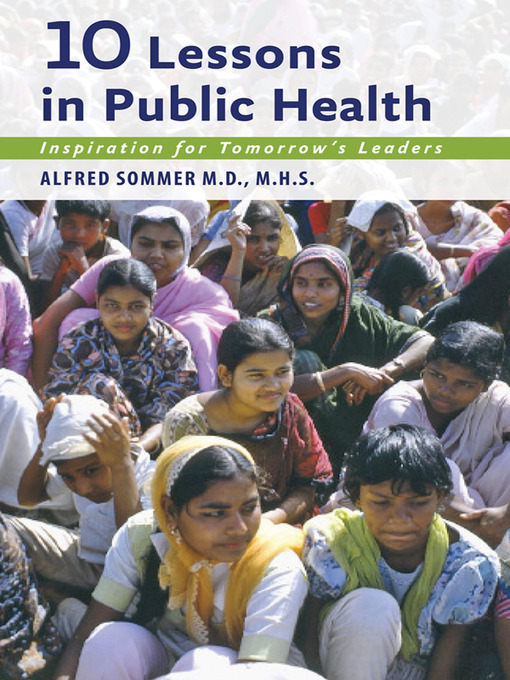 10 Lessons
in Public Health
Inspiration for Tomorrow's Leaders
ALFRED SOMMER M.D., M.H.S.